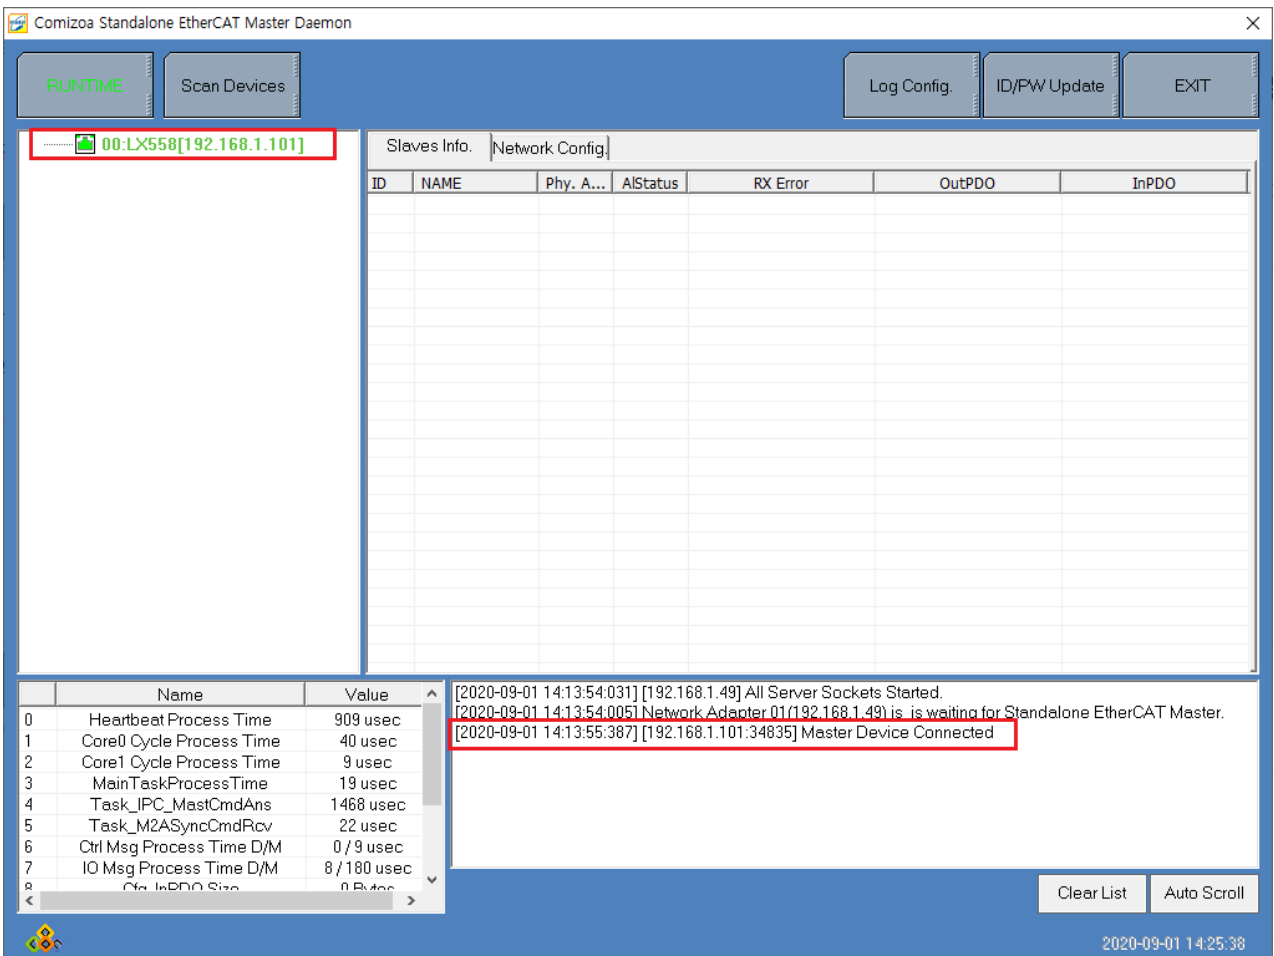 Comizoa Standalone EtherCAT Master Daemon
RUNTIME
Scan Devices
Log Config.
ID/PW Update
EXIT
00:LX558[192.168.1.101]
Slaves Info.
Network Config.
ID NAME Phy. A... AlStatus RX Error OutPDO InPDO
Name Value
0 Heartbeat Process Time 909 usec
1 Core0 Cycle Process Time 40 usec
2 Core1 Cycle Process Time 9 usec
3 MainTaskProcessTime 19 usec
4 Task_IPC_MastCmdAns 1468 usec
5 Task_M2ASyncCmdRcv 22 usec
6 Ctrl Msg Process Time D/M 0 / 9 usec
7 IO Msg Process Time D/M 8 / 180 usec
8 Cfg. InPDO Size 0 Bytes
[2020-09-01 14:13:54:031] [192.168.1.49] All Server Sockets Started.
[2020-09-01 14:13:54:005] Network Adapter 01(192.168.1.49) is is waiting for Standalone EtherCAT Master.
[2020-09-01 14:13:55:387] [192.168.1.101:34835] Master Device Connected
Clear List
Auto Scroll
2020-09-01 14:25:38